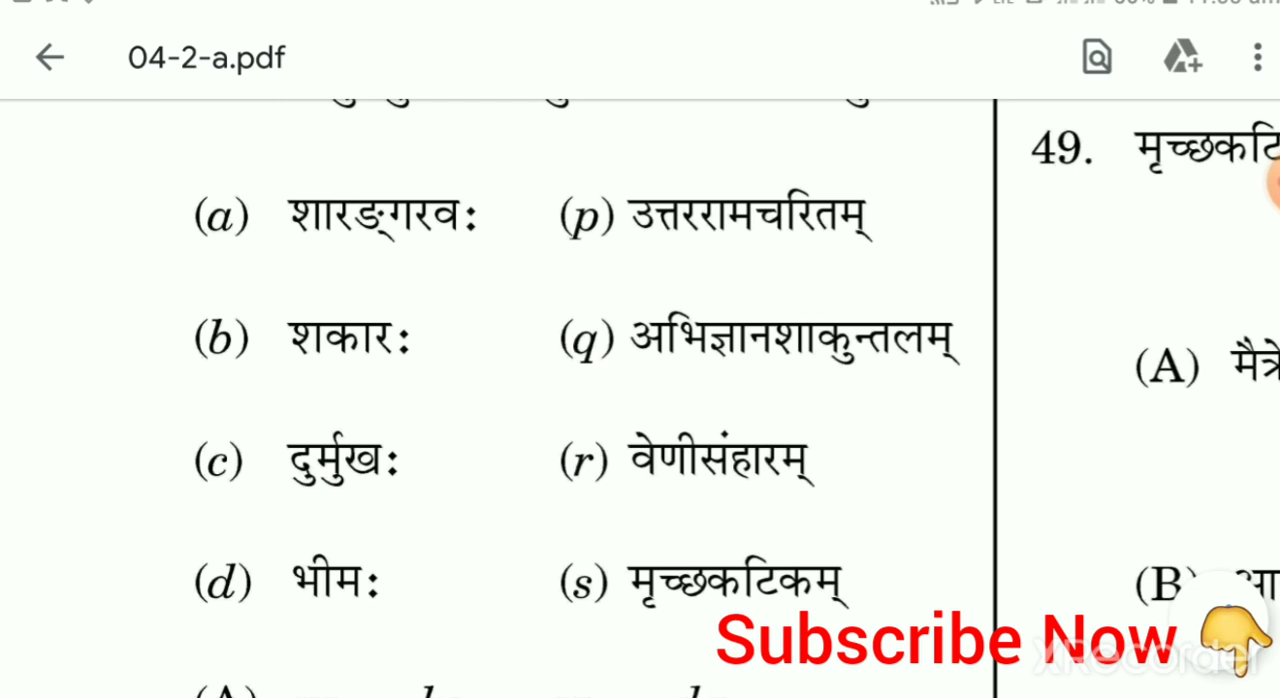 04-2-a.pdf
(a) शारङ्गरवः (p) उत्तररामचरितम्
(b) शकारः (q) अभिज्ञानशाकुन्तलम्
(c) दुर्मुखः (r) वेणीसंहारम्
(d) भीमः (s) मृच्छकटिकम्
49. मृच्छकटि
(A) मैत्रे
(B)
Subscribe Now
XRecorder